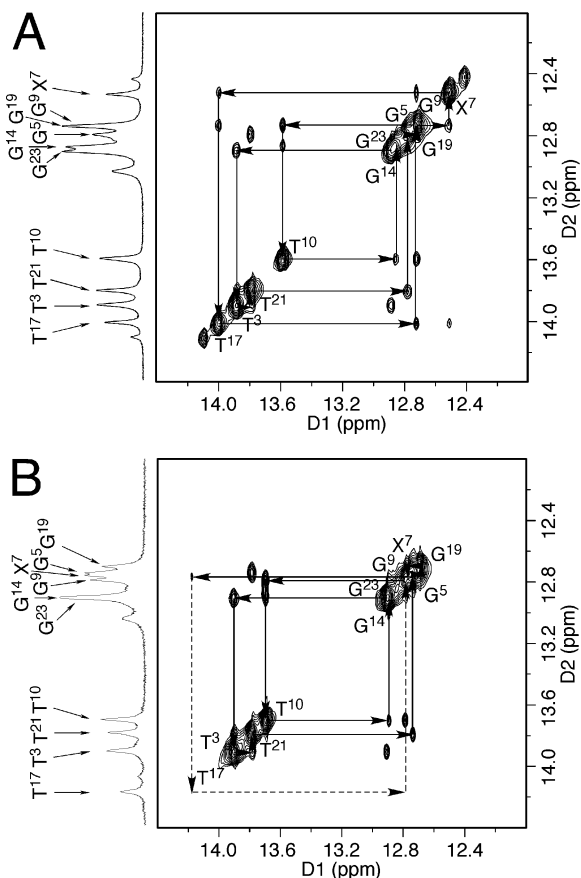 A
G¹⁴ G¹⁹
G²³ G⁵ G⁹ X⁷
T¹⁰
T¹⁷ T³ T²¹
G⁵ G⁹ X⁷
G²³ G¹⁹
G¹⁴
T¹⁰
T²¹
T³
T¹⁷
12.4
12.8
13.2
13.6
14.0
D2 (ppm)
14.0 13.6 13.2 12.8 12.4
D1 (ppm)
B
G¹⁴ X⁷ G¹⁹
G²³ G⁹ G⁵
T¹⁷ T³ T²¹ T¹⁰
X⁷
G⁹ G¹⁹
G²³ G⁵
G¹⁴
T¹⁰
T³
T²¹
T¹⁷
12.4
12.8
13.2
13.6
14.0
D2 (ppm)
14.0 13.6 13.2 12.8 12.4
D1 (ppm)